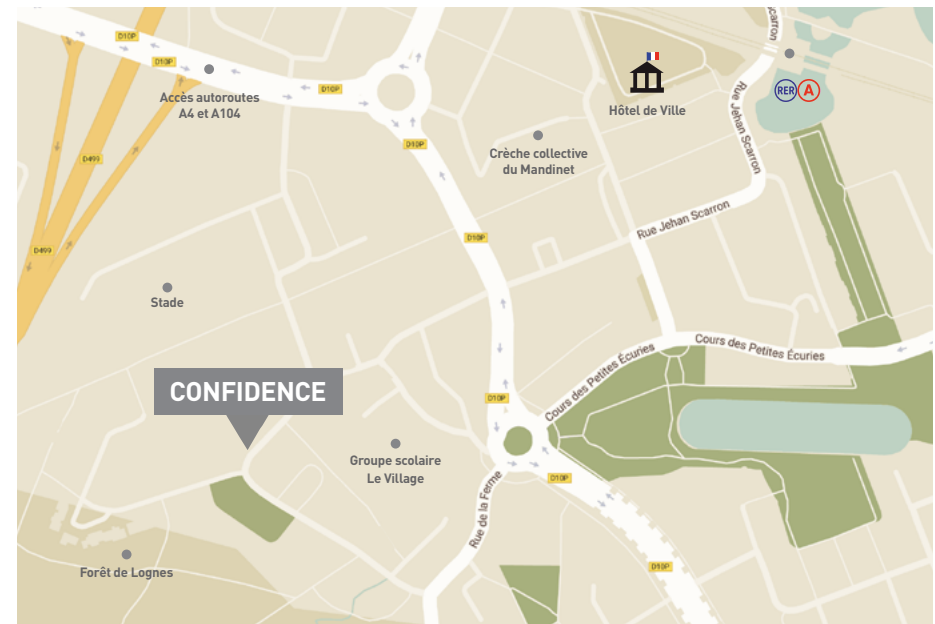 D10P
D10P
D10P
Accès autoroutes
A4 et A104
D10P
D499
D499
D10P
Stade
Crèche collective
du Mandinet
Hôtel de Ville
Scarron
RER A
Rue Jehan Scarron
Rue Jehan Scarron
Cours des Petites Écuries
Cours des Petites Écuries
CONFIDENCE
D10P
Groupe scolaire
Le Village
Rue de la Ferme
D10P
Forêt de Lognes
D10P